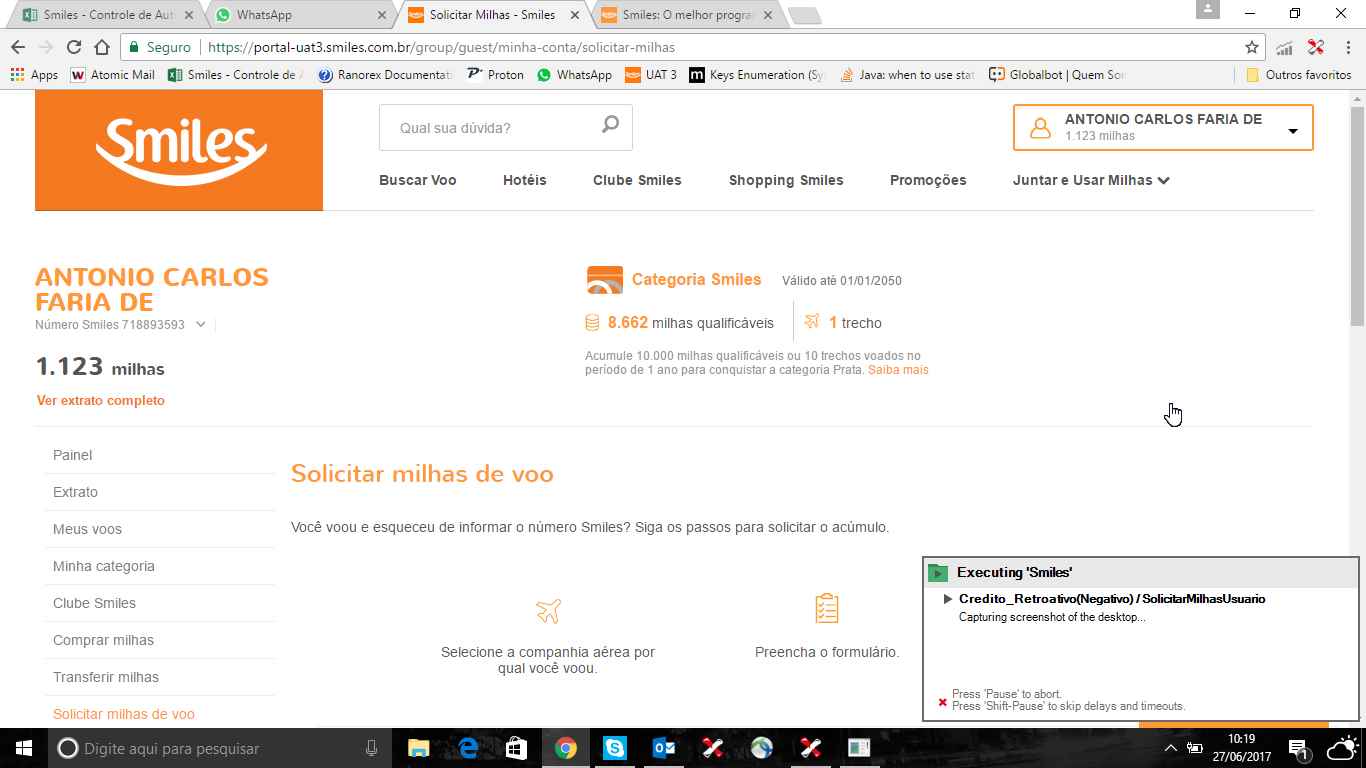 Smiles - Controle de Aut
WhatsApp
Solicitar Milhas - Smiles
Smiles: O melhor progra
Seguro
https://portal-uat3.smiles.com.br/group/guest/minha-conta/solicitar-milhas
Apps
Atomic Mail
Smiles - Controle de A
Ranorex Documentati
Proton
WhatsApp
UAT 3
Keys Enumeration (Sy
Java: when to use stat
Globalbot | Quem Son
Outros favoritos
Smiles
Qual sua dúvida?
ANTONIO CARLOS FARIA DE
1.123 milhas
Buscar Voo
Hotéis
Clube Smiles
Shopping Smiles
Promoções
Juntar e Usar Milhas
ANTONIO CARLOS
FARIA DE
Número Smiles 718893593
1.123 milhas
Ver extrato completo
Categoria Smiles
Válido até 01/01/2050
8.662 milhas qualificáveis
1 trecho
Acumule 10.000 milhas qualificáveis ou 10 trechos voados no
período de 1 ano para conquistar a categoria Prata. Saiba mais
Painel
Extrato
Meus voos
Minha categoria
Clube Smiles
Comprar milhas
Transferir milhas
Solicitar milhas de voo
Solicitar milhas de voo
Você voou e esqueceu de informar o número Smiles? Siga os passos para solicitar o acúmulo.
Selecione a companhia aérea por
qual você voou.
Preencha o formulário.
Executing 'Smiles'
Credito_Retroativo(Negativo) / SolicitarMilhasUsuario
Capturing screenshot of the desktop...
Press 'Pause' to abort.
Press 'Shift-Pause' to skip delays and timeouts.
Digite aqui para pesquisar
10:19
27/06/2017
1